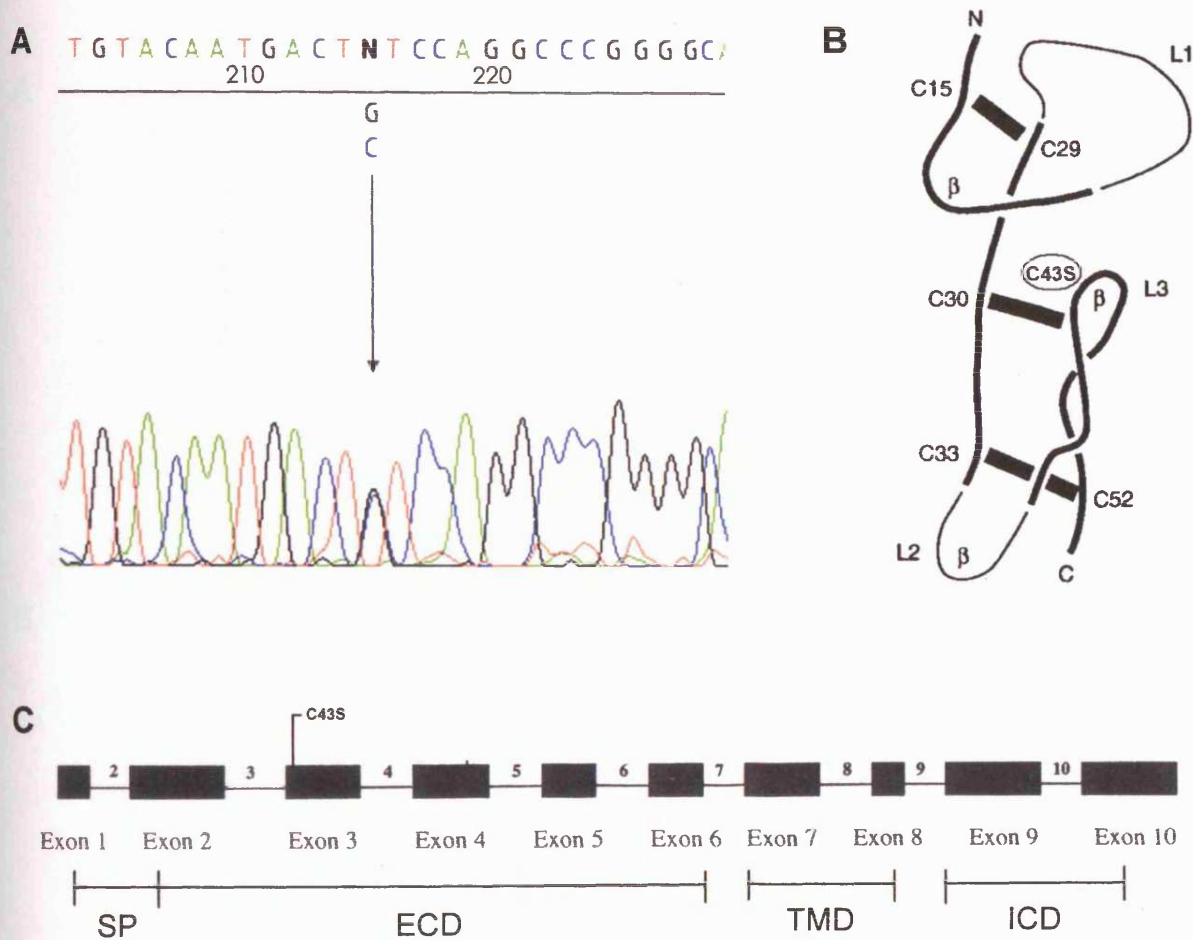 A
T G T A C A A T G A C T N T C C A G G C C C G G G G C A
210 220
G
C
B
N
L1
C15
C29
β
C43S
C30
β
L3
C33
C52
L2
β
C
C
C43S
2 3 4 5 6 7 8 9 10
Exon 1 Exon 2 Exon 3 Exon 4 Exon 5 Exon 6 Exon 7 Exon 8 Exon 9 Exon 10
SP ECD TMD ICD